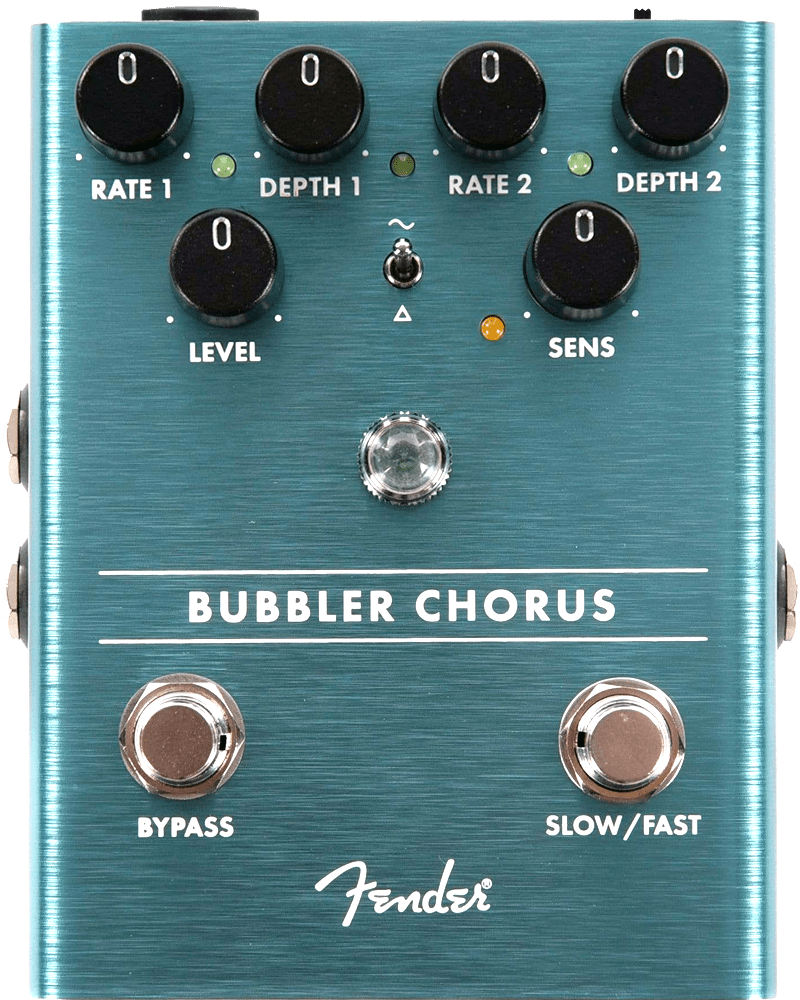 RATE 1 DEPTH 1 RATE 2 DEPTH 2
LEVEL SENS
BUBBLER CHORUS
BYPASS SLOW/FAST
Fender®